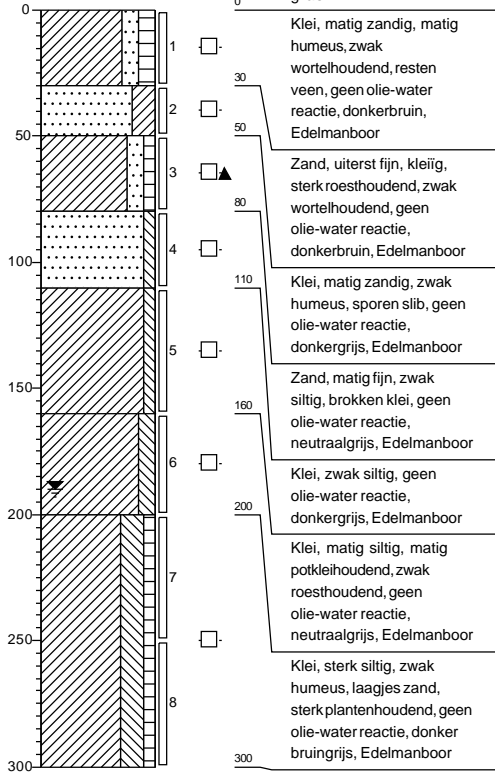 0
50
100
150
200
250
300
1
2
3
4
5
6
7
8
0
30
50
80
110
160
200
300
Klei, matig zandig, matig
humeus, zwak
wortelhoudend, resten
veen, geen olie-water
reactie, donkerbruin,
Edelmanboor
Zand, uiterst fijn, kleiïg,
sterk roesthoudend, zwak
wortelhoudend, geen
olie-water reactie,
donkerbruin, Edelmanboor
Klei, matig zandig, zwak
humeus, sporen slib, geen
olie-water reactie,
donkergrijs, Edelmanboor
Zand, matig fijn, zwak
siltig, brokken klei, geen
olie-water reactie,
neutraalgrijs, Edelmanboor
Klei, zwak siltig, geen
olie-water reactie,
donkergrijs, Edelmanboor
Klei, matig siltig, matig
potkleihoudend, zwak
roesthoudend, geen
olie-water reactie,
neutraalgrijs, Edelmanboor
Klei, sterk siltig, zwak
humeus, laagjes zand,
sterk plantenhoudend, geen
olie-water reactie, donker
bruingrijs, Edelmanboor